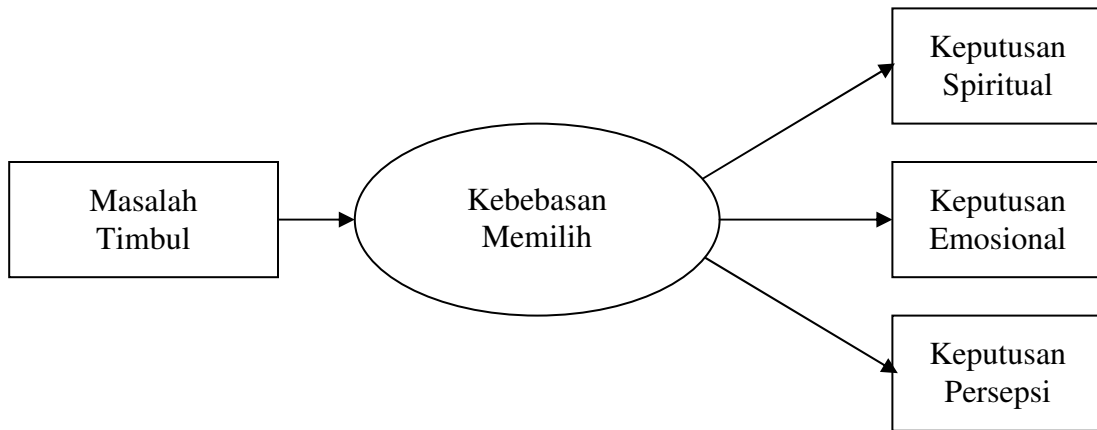 Masalah
Timbul
Kebebasan
Memilih
Keputusan
Spiritual
Keputusan
Emosional
Keputusan
Persepsi